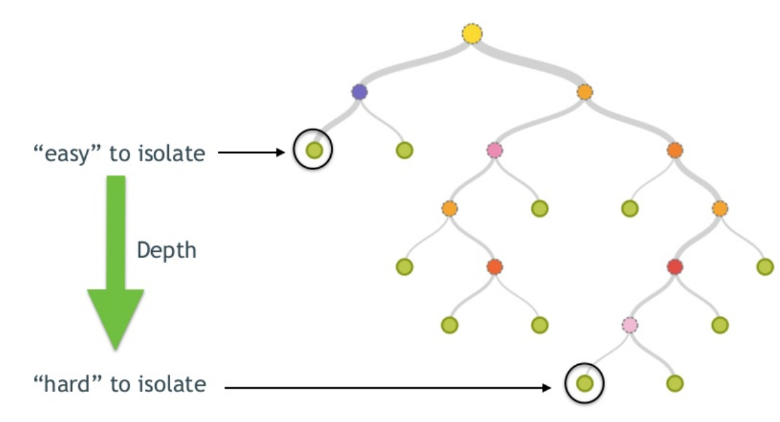 “easy” to isolate
Depth
“hard” to isolate